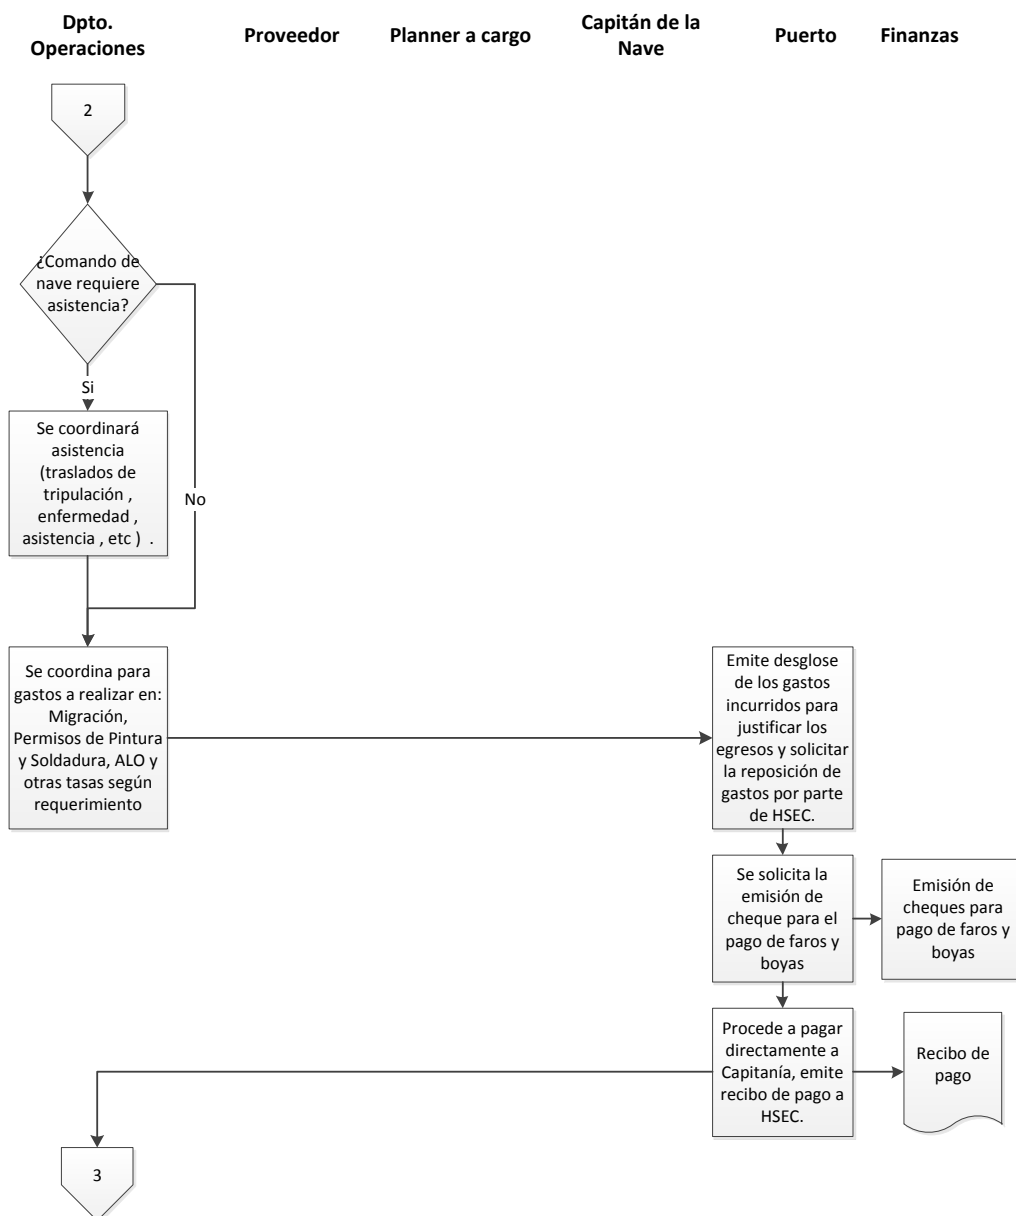 Dpto.
Operaciones
Proveedor
Planner a cargo
Capitán de la
Nave
Puerto
Finanzas
2
¿Comando de
nave requiere
asistencia?
Si
No
Se coordinará
asistencia
(traslados de
tripulación ,
enfermedad ,
asistencia , etc ) .
Se coordina para
gastos a realizar en:
Migración,
Permisos de Pintura
y Soldadura, ALO y
otras tasas según
requerimiento
Emite desglose
de los gastos
incurridos para
justificar los
egresos y solicitar
la reposición de
gastos por parte
de HSEC.
Se solicita la
emisión de
cheque para el
pago de faros y
boyas
Emisión de
cheques para
pago de faros y
boyas
Procede a pagar
directamente a
Capitanía, emite
recibo de pago a
HSEC.
Recibo de
pago
3